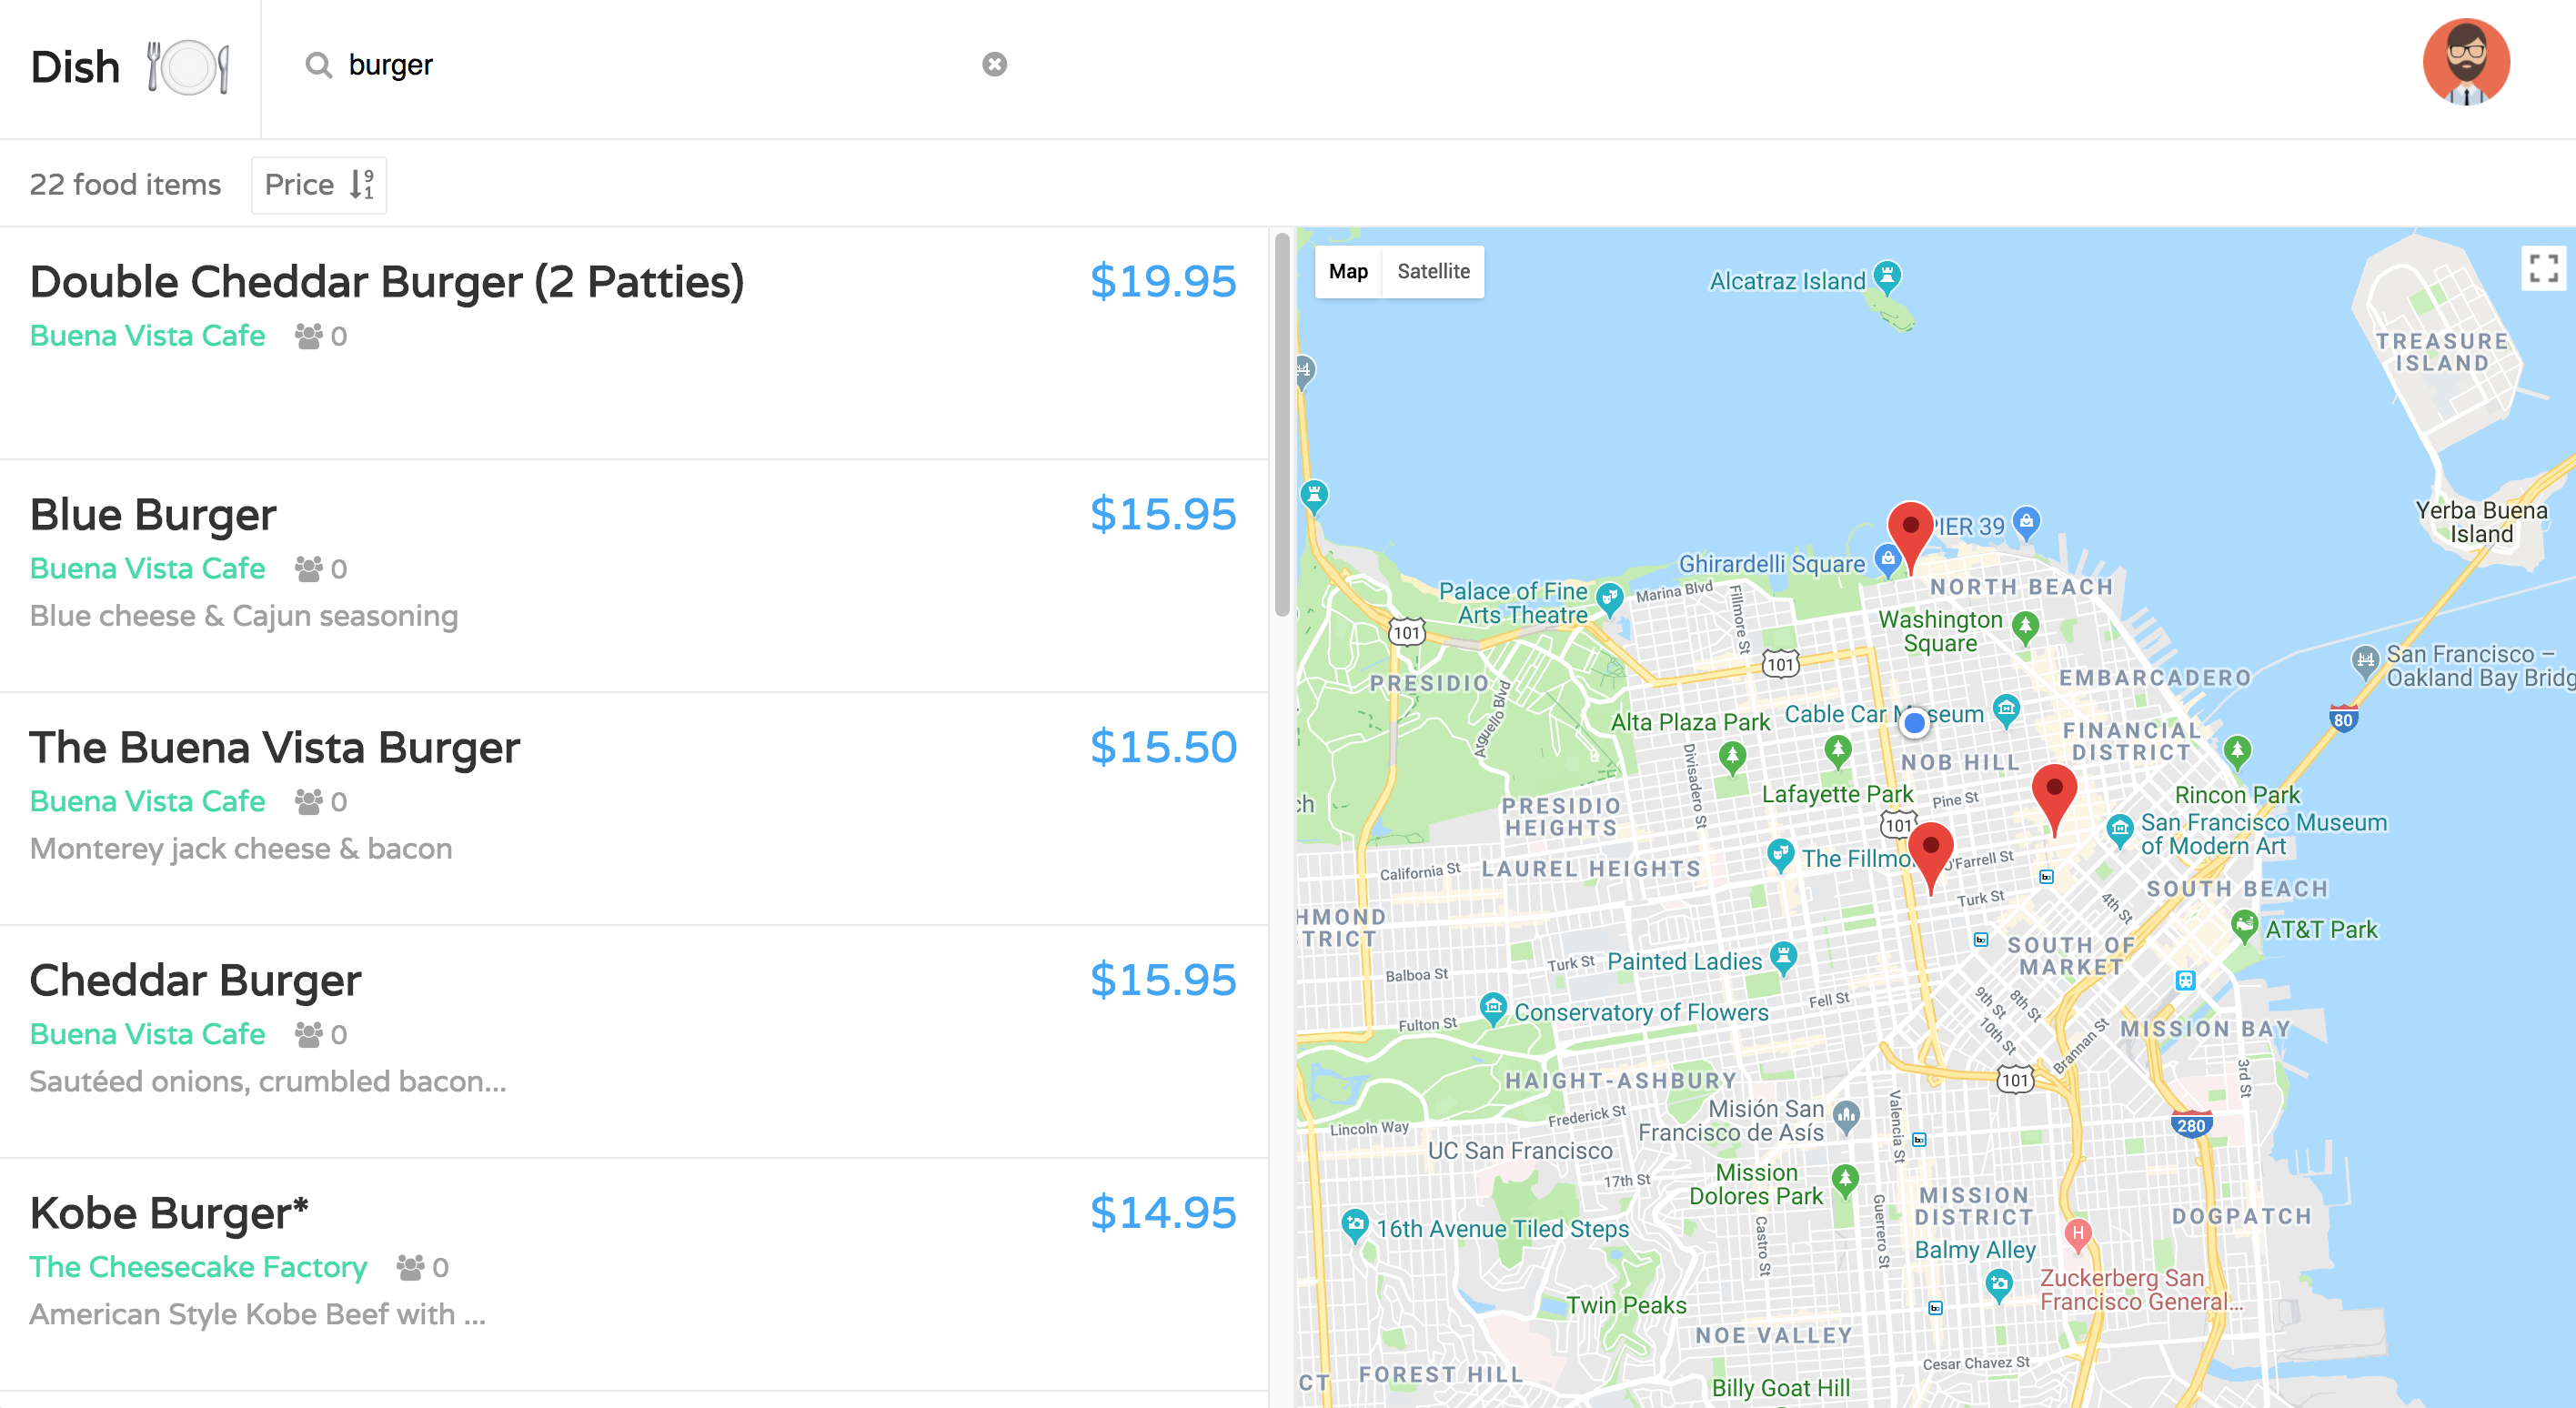 Dish
burger
22 food items
Price
9
1
Double Cheddar Burger (2 Patties)
$19.95
Buena Vista Cafe
0
Blue Burger
$15.95
Buena Vista Cafe
0
Blue cheese & Cajun seasoning
The Buena Vista Burger
$15.50
Buena Vista Cafe
0
Monterey jack cheese & bacon
Cheddar Burger
$15.95
Buena Vista Cafe
0
Sautéed onions, crumbled bacon...
Kobe Burger*
$14.95
The Cheesecake Factory
0
American Style Kobe Beef with ...
Map
Satellite
Alcatraz Island
TREASURE
ISLAND
Yerba Buena
Island
PIER 39
Ghirardelli Square
NORTH BEACH
Palace of Fine
Arts Theatre
Marina Blvd
Fillmore St
Washington
Square
101
101
San Francisco –
Oakland Bay Bridg
PRESIDIO
EMBARCADERO
Arguello Blvd
Alta Plaza Park
Cable Car M seum
80
FINANCIAL
DISTRICT
Divisadero St
NOB HILL
Lafayette Park
Pine St
Rincon Park
PRESIDIO
HEIGHTS
101
San Francisco Museum
of Modern Art
The Fillmo
O'Farrell St
LAUREL HEIGHTS
California St
SOUTH BEACH
Turk St
4th St
HMOND
TRICT
AT&T Park
SOUTH OF
MARKET
Turk St
Painted Ladies
Balboa St
Fell St
9th St
8th St
10th St
Conservatory of Flowers
Fulton St
MISSION BAY
Brannan St
3rd St
HAIGHT-ASHBURY
101
Frederick St
Misión San
Francisco de Asís
Valencia St
280
Lincoln Way
UC San Francisco
17th St
Mission
Dolores Park
MISSION
DISTRICT
Guerrero St
DOGPATCH
16th Avenue Tiled Steps
Castro St
Balmy Alley
H
Zuckerberg San
Francisco General...
Twin Peaks
NOE VALLEY
Cesar Chavez St
CT
FOREST HILL
Billy Goat Hill